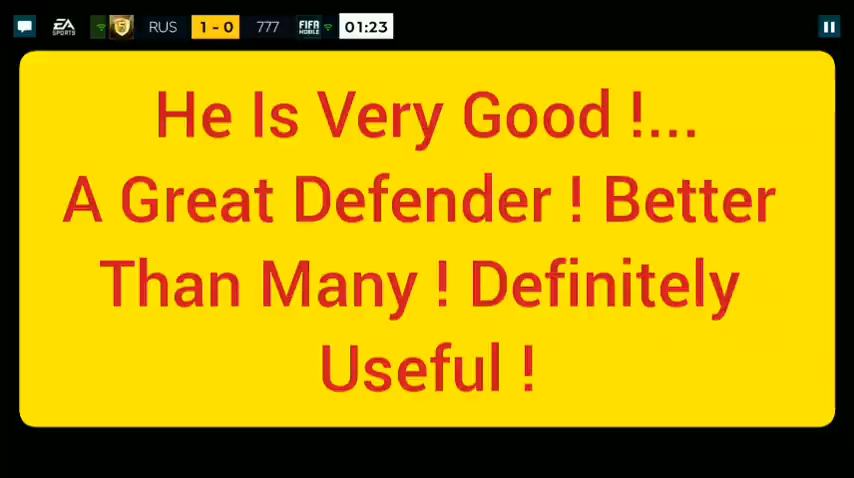 EA SPORTS RUS 1 - 0 777 FIFA MOBILE 01:23
He Is Very Good !...
A Great Defender ! Better
Than Many ! Definitely
Useful !